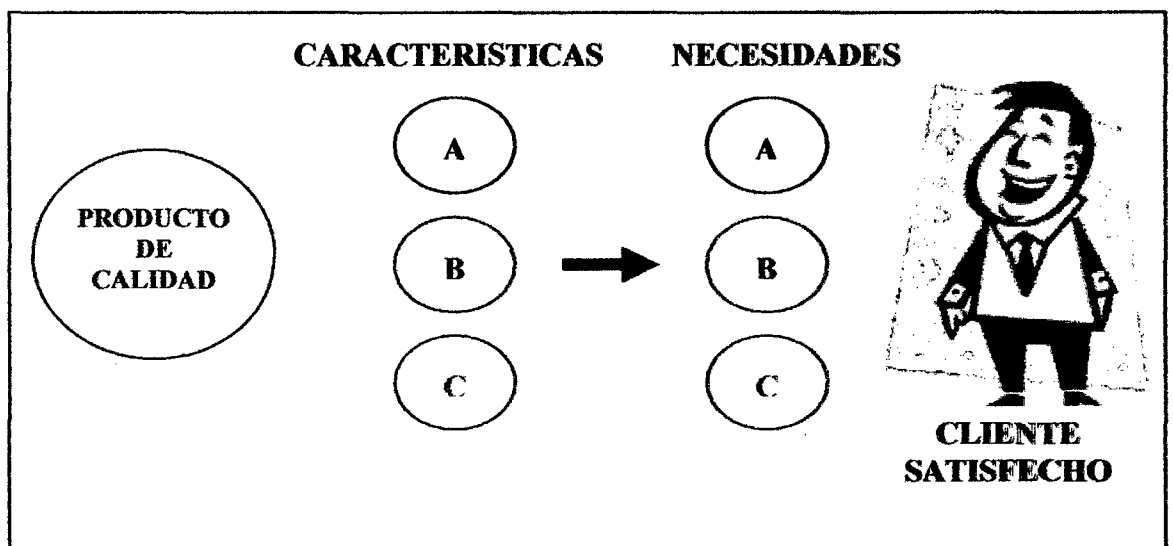 CARACTERISTICAS NECESIDADES
PRODUCTO
DE
CALIDAD
A
B
C
A
B
C
CLIENTE
SATISFECHO